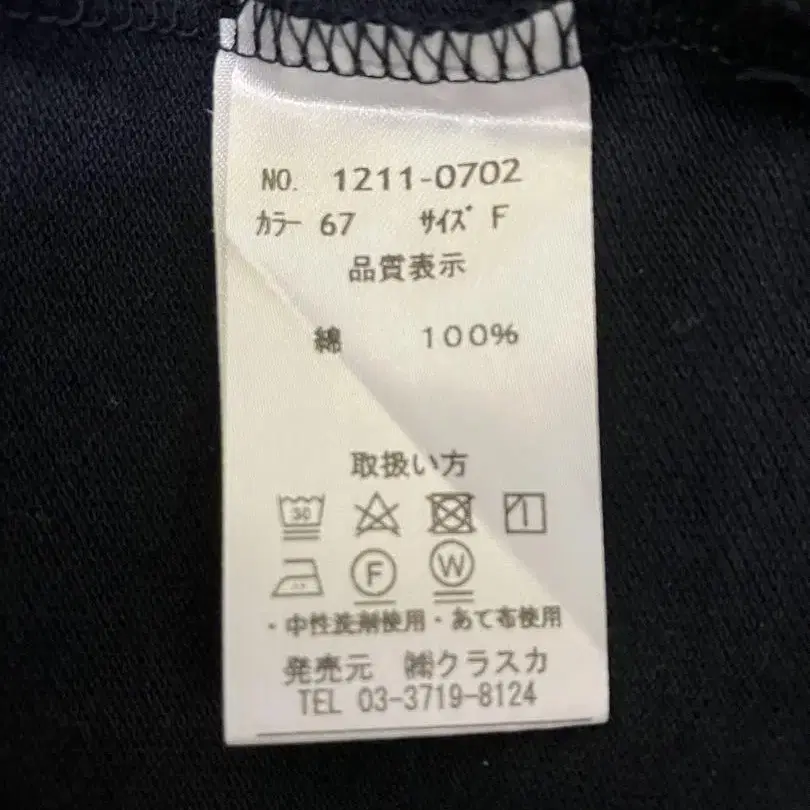 NO. 1211-0702
ｶﾗｰ 67 ｻｲｽﾞ F
品質表示
綿 100%
取扱い方
30
F W
・中性洗剤使用・あて布使用
発売元 ㈱クラスカ
TEL 03-3719-8124